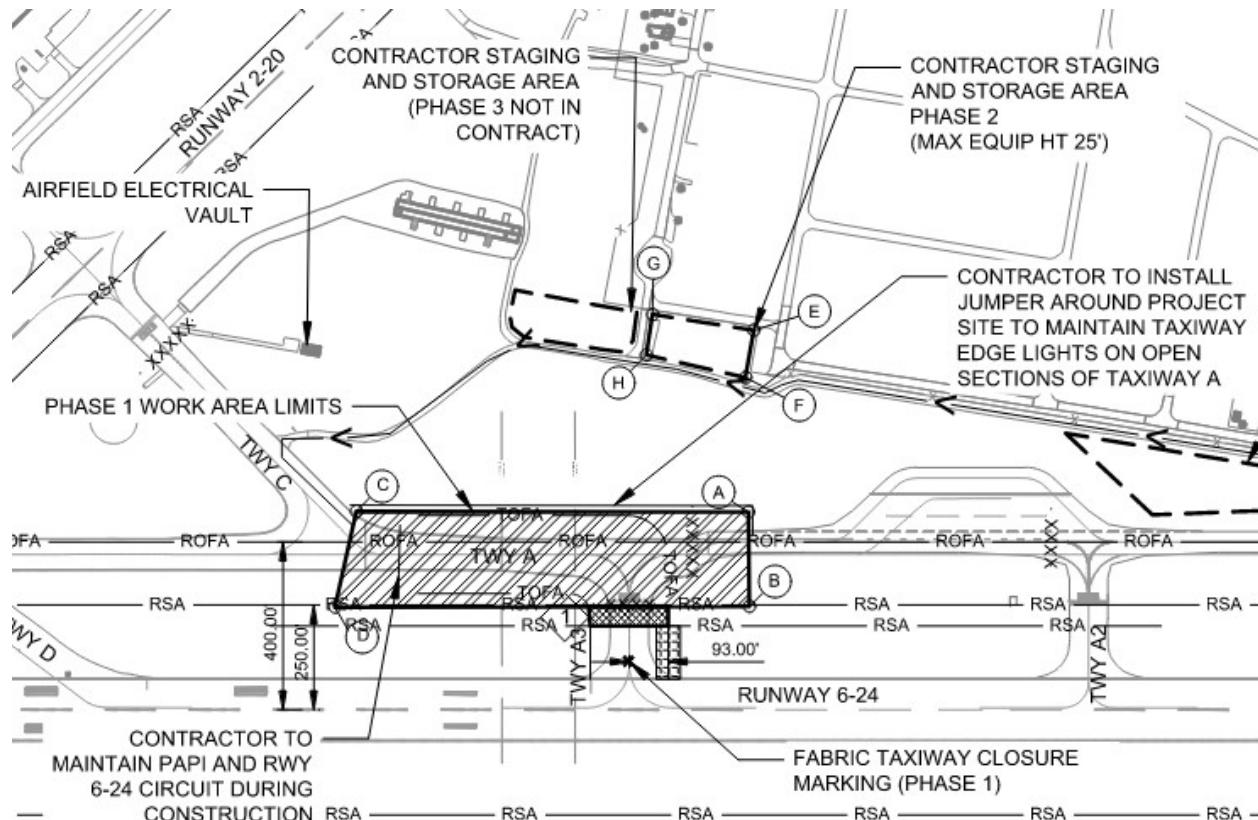 CONTRACTOR STAGING
AND STORAGE AREA
(PHASE 3 NOT IN
CONTRACT)
CONTRACTOR STAGING
AND STORAGE AREA
PHASE 2
(MAX EQUIP HT 25')
RSA
RUNWAY 2-20
RSA
RSA
AIRFIELD ELECTRICAL
VAULT
RSA
RSA
XXXXX
X
G
E
H
F
CONTRACTOR TO INSTALL
JUMPER AROUND PROJECT
SITE TO MAINTAIN TAXIWAY
EDGE LIGHTS ON OPEN
SECTIONS OF TAXIWAY A
PHASE 1 WORK AREA LIMITS
TWY C
C
A
TOFA
XXXXX
XXXX
OFA
ROFA
ROFA
ROFA
ROFA
ROFA
ROFA
TWY A
TOFA
TOFA
B
D
RSA
RSA
RSA
RSA
RSA
RSA
RSA
RSA
RSA
RSA
RSA
RSA
RSA
TWY D
400.00'
250.00'
TWY A3
93.00'
TWY A2
RUNWAY 6-24
CONTRACTOR TO
MAINTAIN PAPI AND RWY
6-24 CIRCUIT DURING
CONSTRUCTION
FABRIC TAXIWAY CLOSURE
MARKING (PHASE 1)
RSA
RSA
RSA
RSA
RSA
RSA